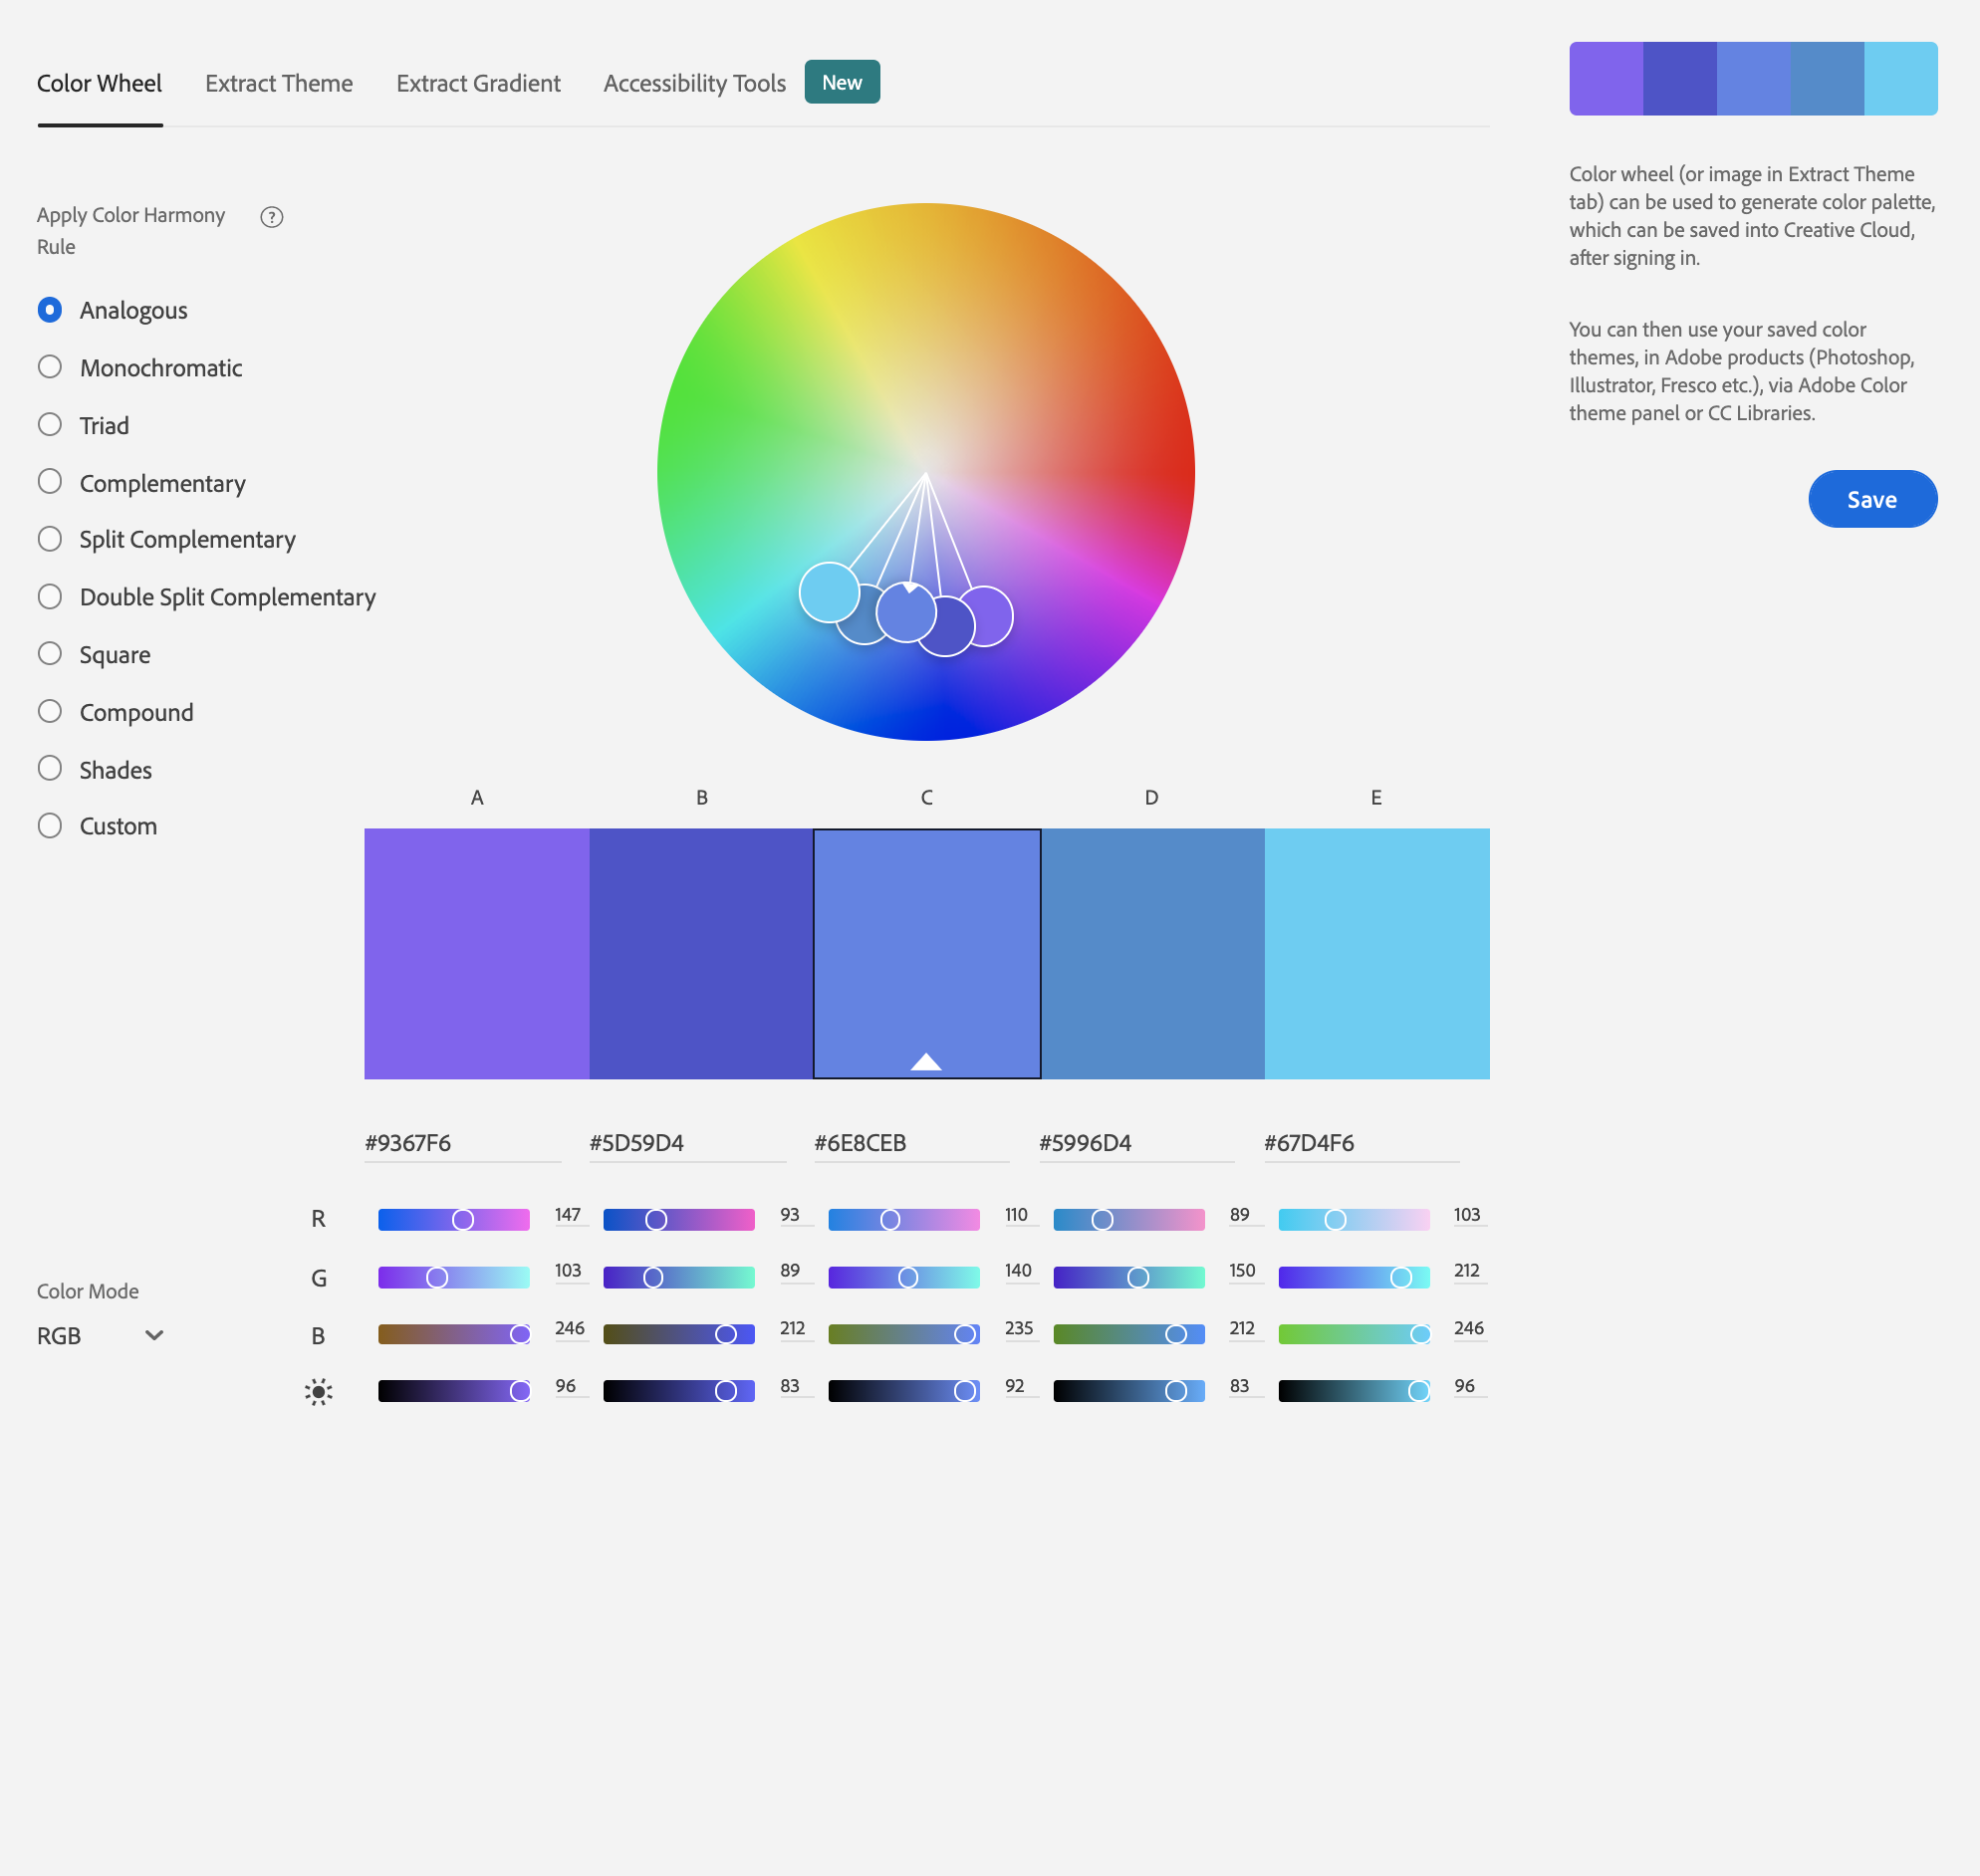 Color Wheel
Extract Theme
Extract Gradient
Accessibility Tools
New
Color wheel (or image in Extract Theme
tab) can be used to generate color palette,
which can be saved into Creative Cloud,
after signing in.
You can then use your saved color
themes, in Adobe products (Photoshop,
Illustrator, Fresco etc.), via Adobe Color
theme panel or CC Libraries.
Save
Apply Color Harmony
Rule
?
Analogous
Monochromatic
Triad
Complementary
Split Complementary
Double Split Complementary
Square
Compound
Shades
Custom
A B C D E
#9367F6 #5D59D4 #6E8CEB #5996D4 #67D4F6
R 147 93 110 89 103
G 103 89 140 150 212
B 246 212 235 212 246
96 83 92 83 96
Color Mode
RGB